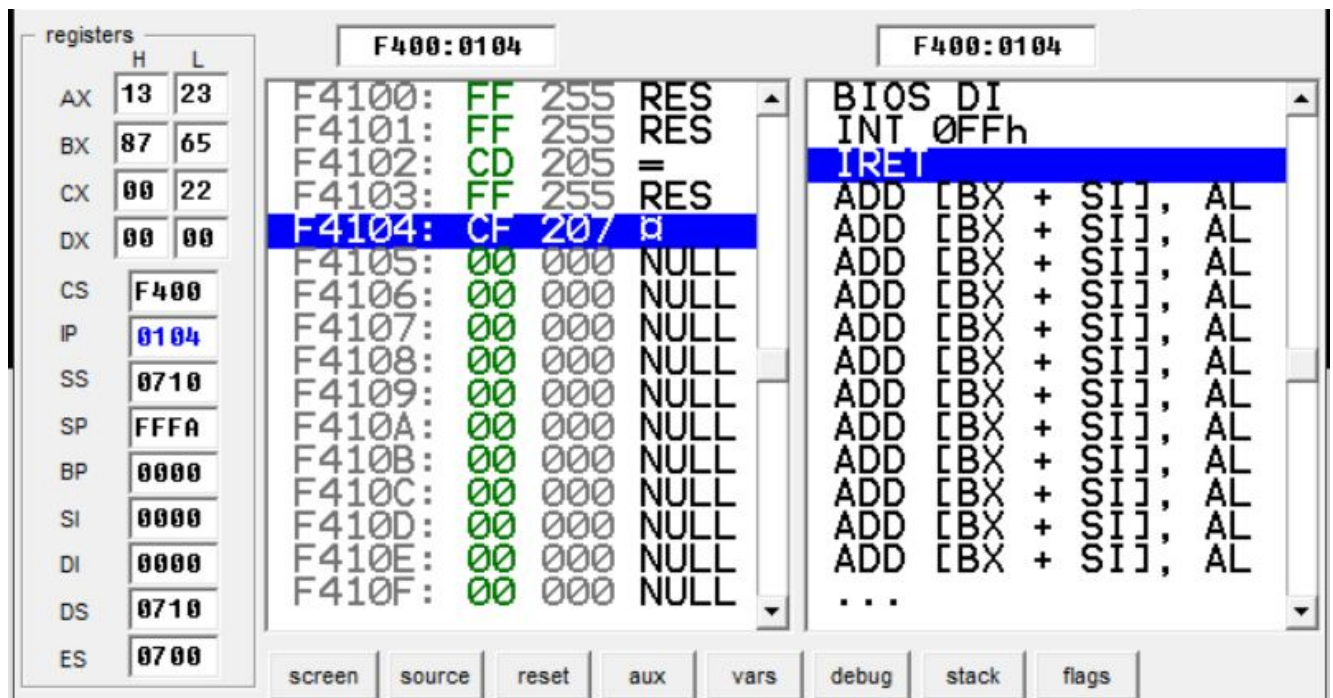 registers
H L
AX 13 23
BX 87 65
CX 00 22
DX 00 00
CS F400
IP 0104
SS 0710
SP FFFA
BP 0000
SI 0000
DI 0000
DS 0710
ES 0700
F400:0104
F4100: FF 255 RES
F4101: FF 255 RES
F4102: CD 205 =
F4103: FF 255 RES
F4104: CF 207 ¤
F4105: 00 000 NULL
F4106: 00 000 NULL
F4107: 00 000 NULL
F4108: 00 000 NULL
F4109: 00 000 NULL
F410A: 00 000 NULL
F410B: 00 000 NULL
F410C: 00 000 NULL
F410D: 00 000 NULL
F410E: 00 000 NULL
F410F: 00 000 NULL
F400:0104
BIOS DI
INT 0FFh
IRET
ADD [BX + SI], AL
ADD [BX + SI], AL
ADD [BX + SI], AL
ADD [BX + SI], AL
ADD [BX + SI], AL
ADD [BX + SI], AL
ADD [BX + SI], AL
ADD [BX + SI], AL
ADD [BX + SI], AL
ADD [BX + SI], AL
ADD [BX + SI], AL
ADD [BX + SI], AL
...
screen source reset aux vars debug stack flags